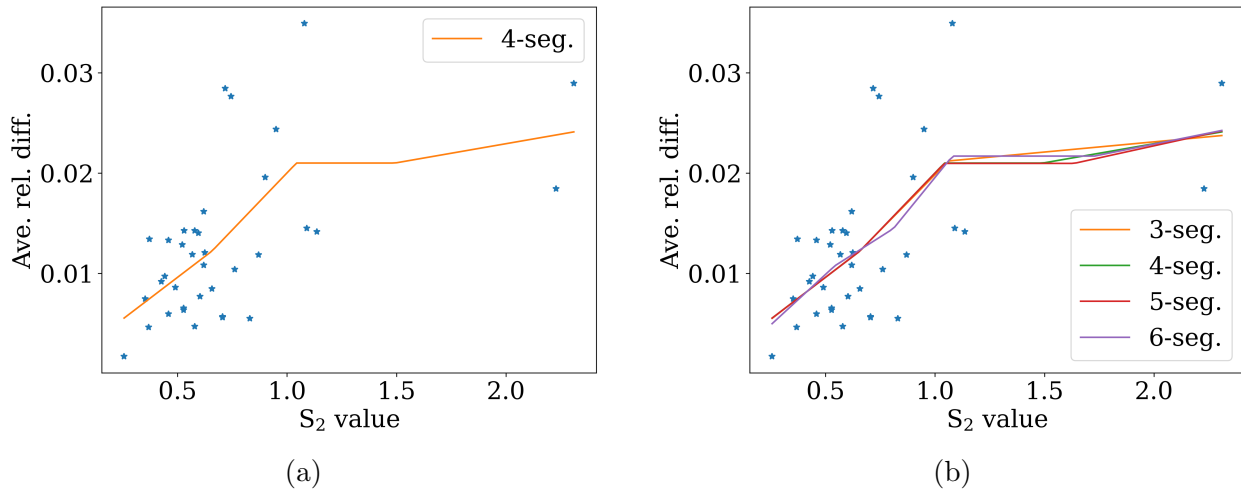 4-seg.
0.03
0.02
0.01
Ave. rel. diff.
0.5 1.0 1.5 2.0
S₂ value
(a)
0.03
0.02
0.01
Ave. rel. diff.
3-seg.
4-seg.
5-seg.
6-seg.
0.5 1.0 1.5 2.0
S₂ value
(b)